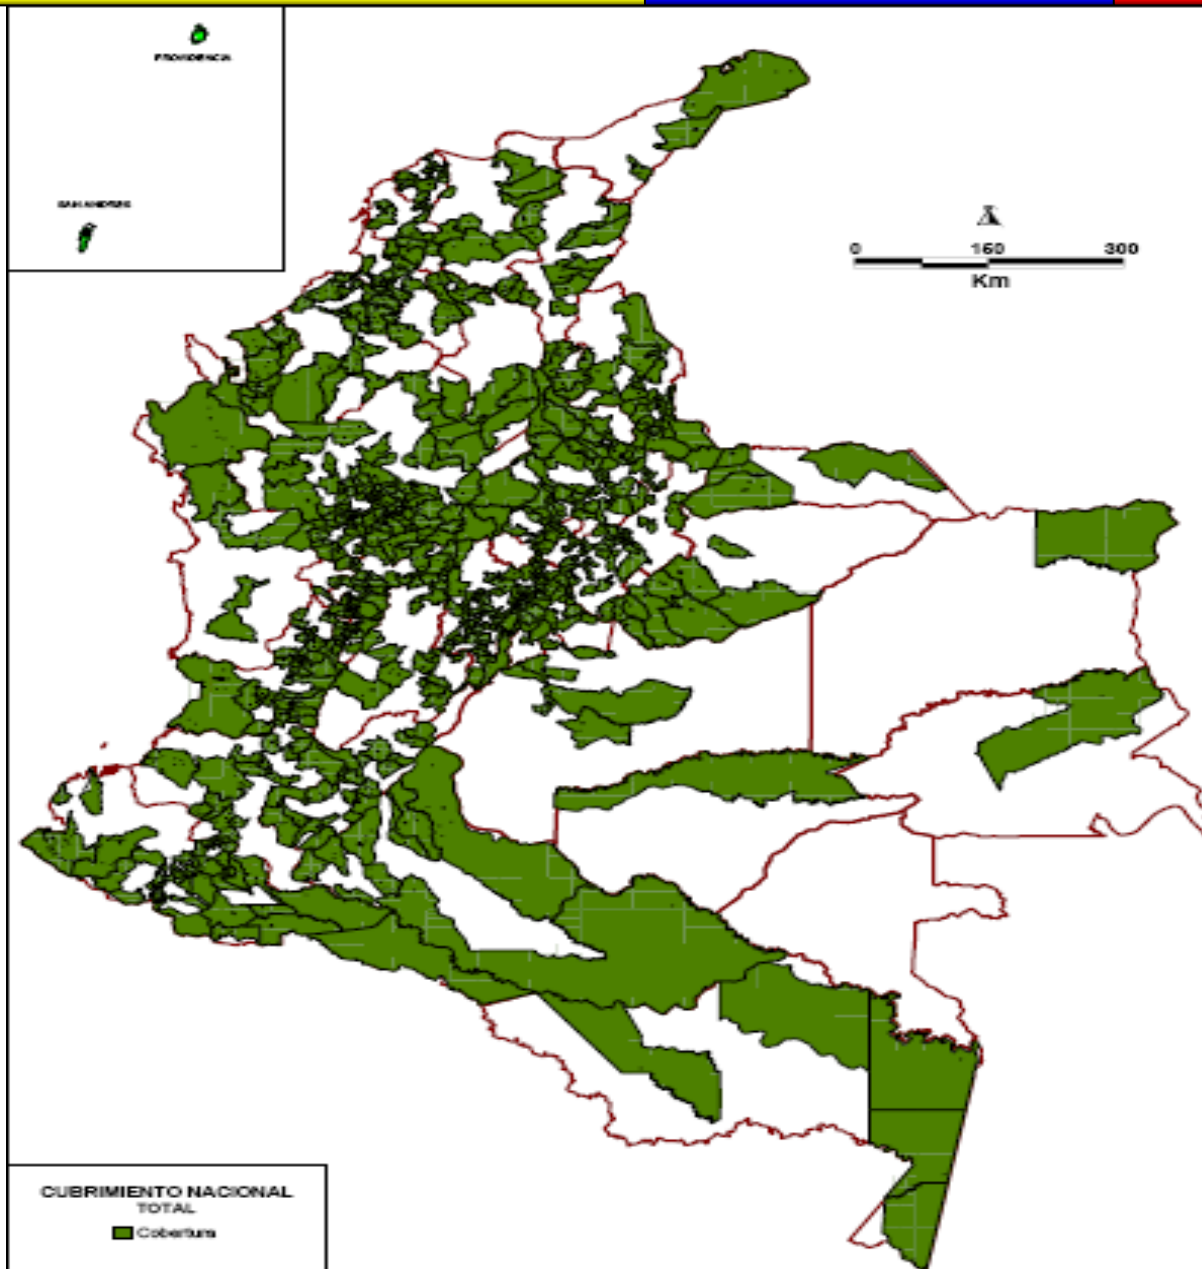 PROVIDENCIA
SAN ANDRES
0 160 300
Km
CUBRIMIENTO NACIONAL
TOTAL
Cobertura